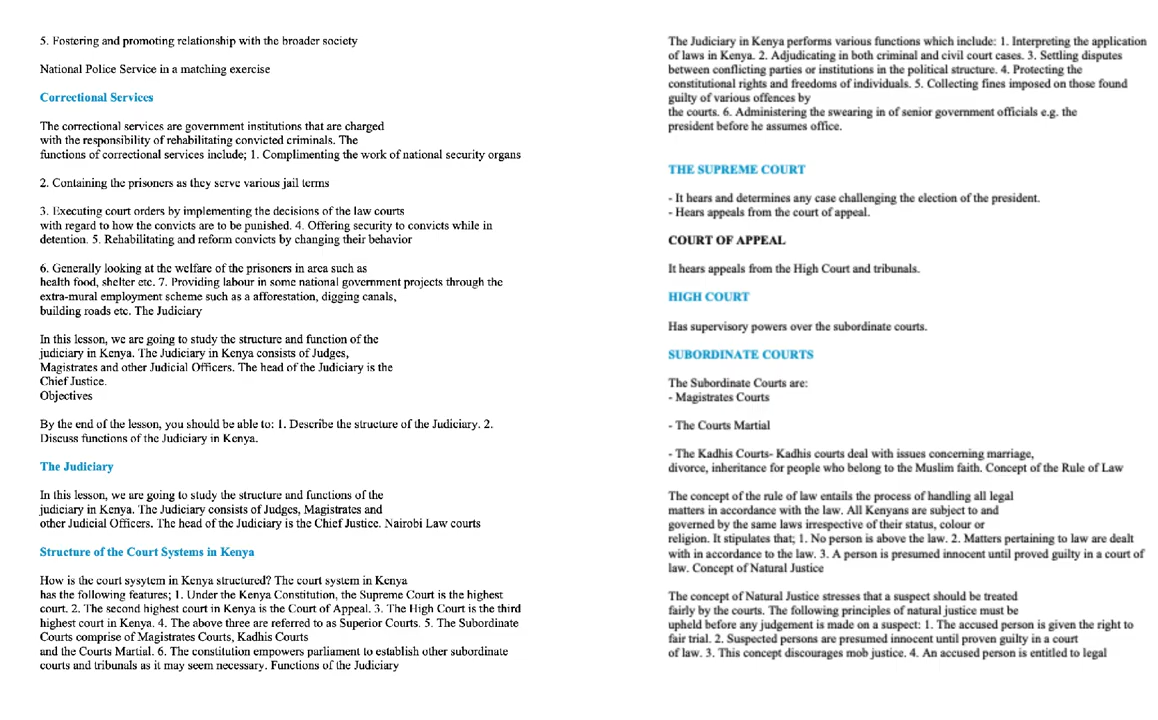 5. Fostering and promoting relationship with the broader society
National Police Service in a matching exercise
Correctional Services
The correctional services are government institutions that are charged
with the responsibility of rehabilitating convicted criminals. The
functions of correctional services include; 1. Complimenting the work of national security organs
2. Containing the prisoners as they serve various jail terms
3. Executing court orders by implementing the decisions of the law courts
with regard to how the convicts are to be punished. 4. Offering security to convicts while in
detention. 5. Rehabilitating and reform convicts by changing their behavior
6. Generally looking at the welfare of the prisoners in area such as
health food, shelter etc. 7. Providing labour in some national government projects through the
extra-mural employment scheme such as a afforestation, digging canals,
building roads etc. The Judiciary
In this lesson, we are going to study the structure and function of the
judiciary in Kenya. The Judiciary in Kenya consists of Judges,
Magistrates and other Judicial Officers. The head of the Judiciary is the
Chief Justice.
Objectives
By the end of the lesson, you should be able to: 1. Describe the structure of the Judiciary. 2.
Discuss functions of the Judiciary in Kenya.
The Judiciary
In this lesson, we are going to study the structure and functions of the
judiciary in Kenya. The Judiciary consists of Judges, Magistrates and
other Judicial Officers. The head of the Judiciary is the Chief Justice. Nairobi Law courts
Structure of the Court Systems in Kenya
How is the court sysytem in Kenya structured? The court system in Kenya
has the following features; 1. Under the Kenya Constitution, the Supreme Court is the highest
court. 2. The second highest court in Kenya is the Court of Appeal. 3. The High Court is the third
highest court in Kenya. 4. The above three are referred to as Superior Courts. 5. The Subordinate
Courts comprise of Magistrates Courts, Kadhis Courts
and the Courts Martial. 6. The constitution empowers parliament to establish other subordinate
courts and tribunals as it may seem necessary. Functions of the Judiciary
The Judiciary in Kenya performs various functions which include: 1. Interpreting the application
of laws in Kenya. 2. Adjudicating in both criminal and civil court cases. 3. Settling disputes
between conflicting parties or institutions in the political structure. 4. Protecting the
constitutional rights and freedoms of individuals. 5. Collecting fines imposed on those found
guilty of various offences by
the courts. 6. Administering the swearing in of senior government officials e.g. the
president before he assumes office.
THE SUPREME COURT
- It hears and determines any case challenging the election of the president.
- Hears appeals from the court of appeal.
COURT OF APPEAL
It hears appeals from the High Court and tribunals.
HIGH COURT
Has supervisory powers over the subordinate courts.
SUBORDINATE COURTS
The Subordinate Courts are:
- Magistrates Courts
- The Courts Martial
- The Kadhis Courts- Kadhis courts deal with issues concerning marriage,
divorce, inheritance for people who belong to the Muslim faith. Concept of the Rule of Law
The concept of the rule of law entails the process of handling all legal
matters in accordance with the law. All Kenyans are subject to and
governed by the same laws irrespective of their status, colour or
religion. It stipulates that; 1. No person is above the law. 2. Matters pertaining to law are dealt
with in accordance to the law. 3. A person is presumed innocent until proved guilty in a court of
law. Concept of Natural Justice
The concept of Natural Justice stresses that a suspect should be treated
fairly by the courts. The following principles of natural justice must be
upheld before any judgement is made on a suspect: 1. The accused person is given the right to
fair trial. 2. Suspected persons are presumed innocent until proven guilty in a court
of law. 3. This concept discourages mob justice. 4. An accused person is entitled to legal